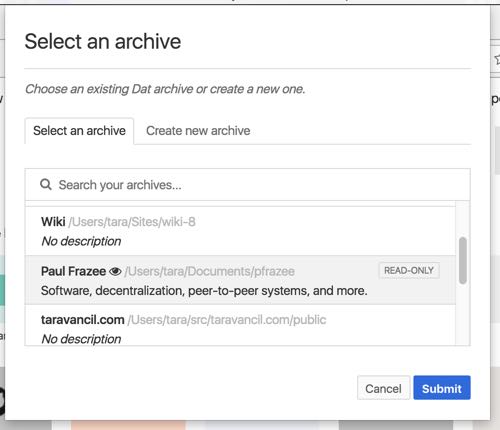 Select an archive
Choose an existing Dat archive or create a new one.
Select an archive Create new archive
Search your archives...
Wiki /Users/tara/Sites/wiki-8
No description
Paul Frazee /Users/tara/Documents/pfrazee READ-ONLY
Software, decentralization, peer-to-peer systems, and more.
taravancil.com /Users/tara/src/taravancil.com/public
No description
Cancel Submit